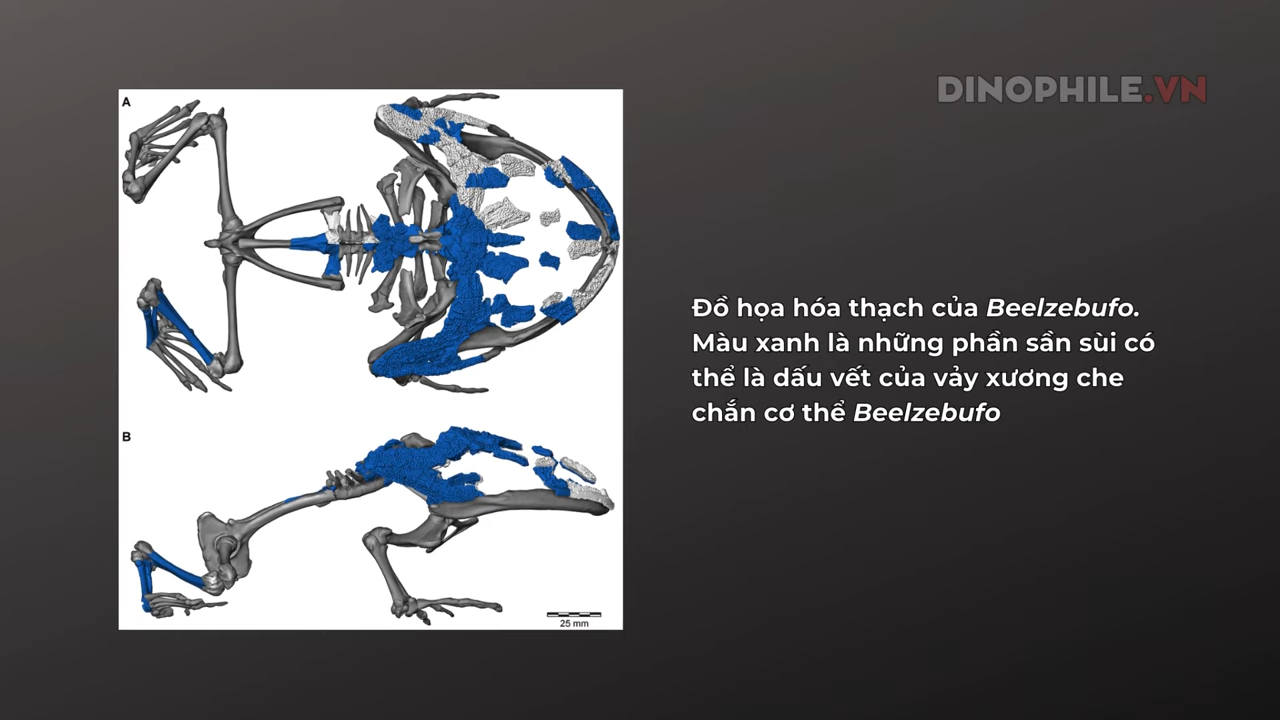 DINOPHILE.VN
A
Đồ họa hóa thạch của Beelzebufo.
Màu xanh là những phần sần sùi có
thể là dấu vết của vảy xương che
chắn cơ thể Beelzebufo
B
25 mm